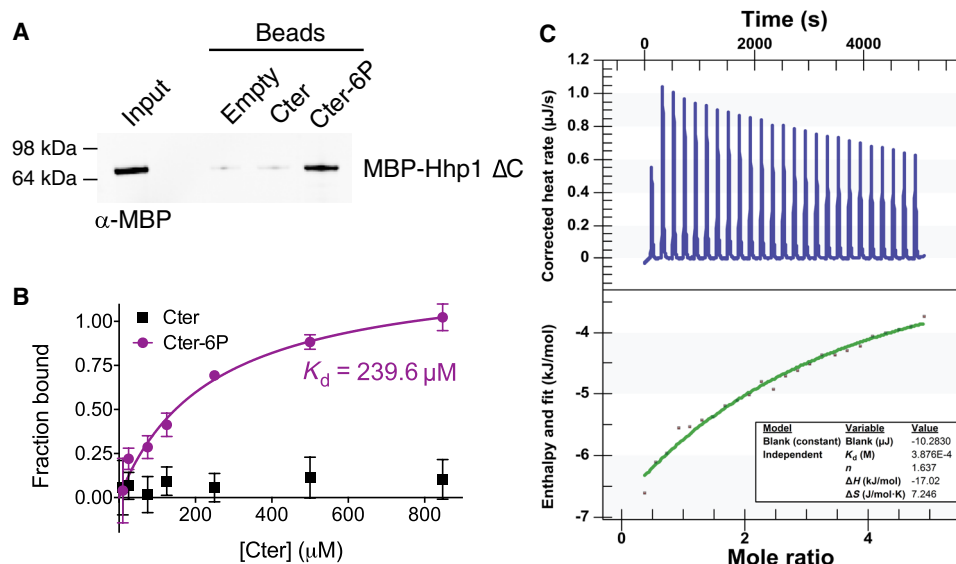 A
Beads
Input
Empty
Cter
Cter-6P
98 kDa
64 kDa
MBP-Hhp1 ΔC
α-MBP
B
Cter
Cter-6P
Kd = 239.6 µM
Fraction bound
1.00
0.75
0.50
0.25
0.00
200 400 600 800
[Cter] (µM)
C
Time (s)
0 2000 4000
Corrected heat rate (µJ/s)
1.2
1.0
0.8
0.6
0.4
0.2
0
Enthalpy and fit (kJ/mol)
-4
-5
-6
-7
Model Variable Value
Blank (constant) Blank (µJ) -10.2830
Independent Kd (M) 3.876E-4
n 1.637
ΔH (kJ/mol) -17.02
ΔS (J/mol·K) 7.246
0 2 4
Mole ratio